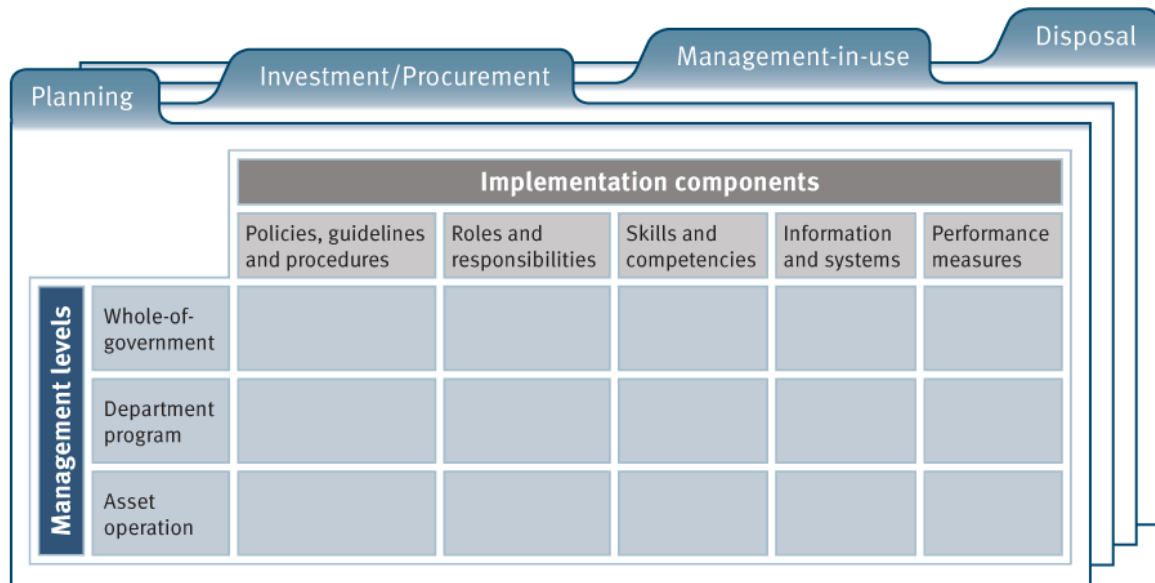 Planning
Investment/Procurement
Management-in-use
Disposal
Implementation components
Policies, guidelines
and procedures
Roles and
responsibilities
Skills and
competencies
Information
and systems
Performance
measures
Management levels
Whole-of-
government
Department
program
Asset
operation